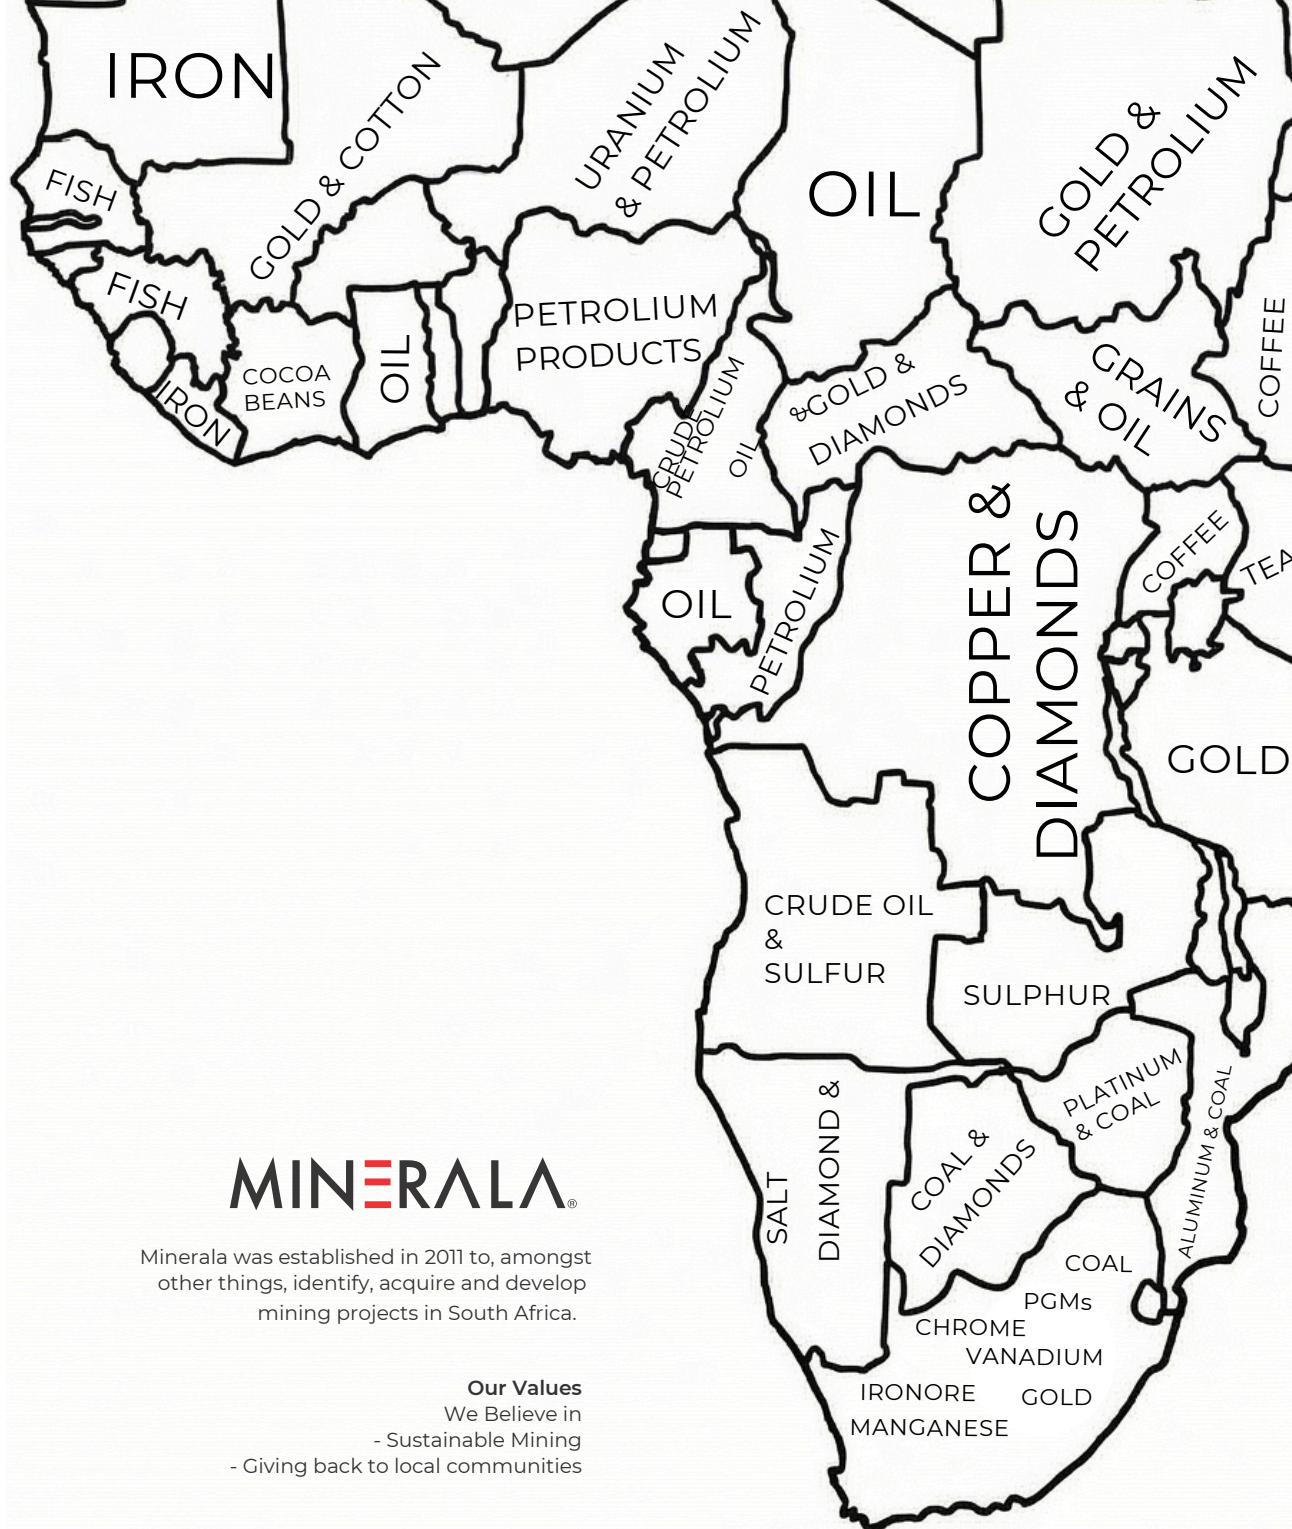 IRON
GOLD & COTTON
URANIUM
& PETROLIUM
OIL
GOLD &
PETROLIUM
FISH
FISH
IRON
COCOA
BEANS
OIL
PETROLIUM
PRODUCTS
CRUDE
PETROLIUM
OIL
&GOLD &
DIAMONDS
GRAINS
& OIL
COFFEE
COFFEE
TEA
OIL
PETROLIUM
COPPER &
DIAMONDS
GOLD
CRUDE OIL
&
SULFUR
SULPHUR
PLATINUM
& COAL
ALUMINUM & COAL
SALT
DIAMOND &
COAL &
DIAMONDS
COAL
PGMs
CHROME
VANADIUM
IRONORE
GOLD
MANGANESE
MINERALA®
Minerala was established in 2011 to, amongst
other things, identify, acquire and develop
mining projects in South Africa.
Our Values
We Believe in
- Sustainable Mining
- Giving back to local communities